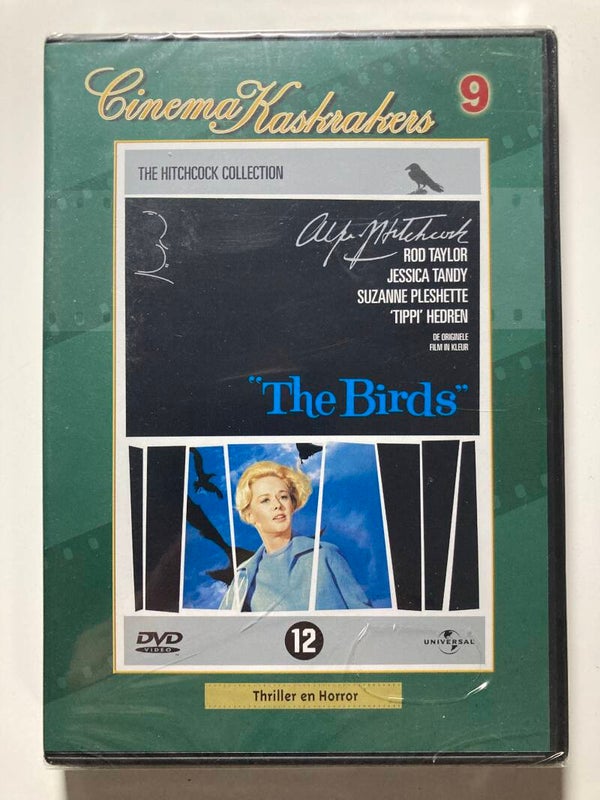 Cinema Kaskrakers
9
THE HITCHCOCK COLLECTION
Alfred Hitchcock
ROD TAYLOR
JESSICA TANDY
SUZANNE PLESHETTE
'TIPPI' HEDREN
DE ORIGINELE
FILM IN KLEUR
"The Birds"
DVD
VIDEO
12
UNIVERSAL
Thriller en Horror